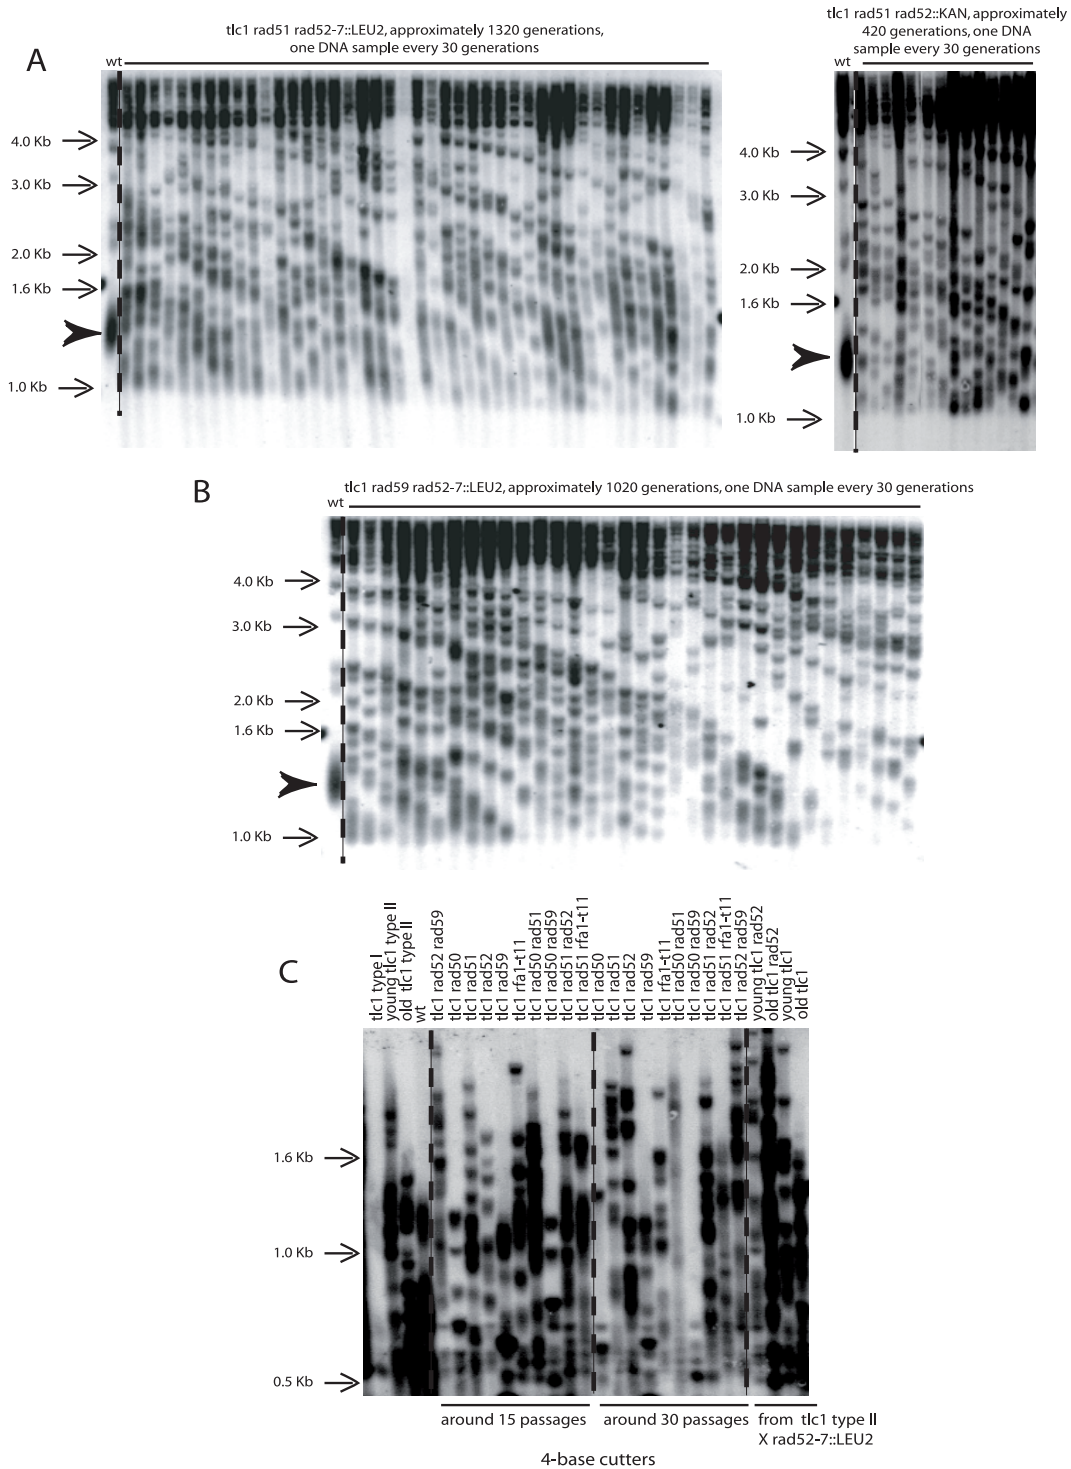 tlc1 rad51 rad52-7::LEU2, approximately 1320 generations,
one DNA sample every 30 generations
tlc1 rad51 rad52::KAN, approximately
420 generations, one DNA
sample every 30 generations
A
wt
wt
4.0 Kb
3.0 Kb
2.0 Kb
1.6 Kb
1.0 Kb
4.0 Kb
3.0 Kb
2.0 Kb
1.6 Kb
1.0 Kb
B
tlc1 rad59 rad52-7::LEU2, approximately 1020 generations, one DNA sample every 30 generations
wt
4.0 Kb
3.0 Kb
2.0 Kb
1.6 Kb
1.0 Kb
C
tlc1 type I
young tlc1 type II
old tlc1 type II
wt
tlc1 rad52 rad59
tlc1 rad50
tlc1 rad51
tlc1 rad52
tlc1 rad59
tlc1 rfa1-t11
tlc1 rad50 rad51
tlc1 rad50 rad59
tlc1 rad51 rad52
tlc1 rad51 rfa1-t11
tlc1 rad50
tlc1 rad51
tlc1 rad52
tlc1 rad59
tlc1 rfa1-t11
tlc1 rad50 rad51
tlc1 rad50 rad59
tlc1 rad51 rad52
tlc1 rad51 rfa1-t11
tlc1 rad52 rad59
young tlc1 rad52
old tlc1 rad52
young tlc1
old tlc1
1.6 Kb
1.0 Kb
0.5 Kb
around 15 passages
around 30 passages
from tlc1 type II
X rad52-7::LEU2
4-base cutters